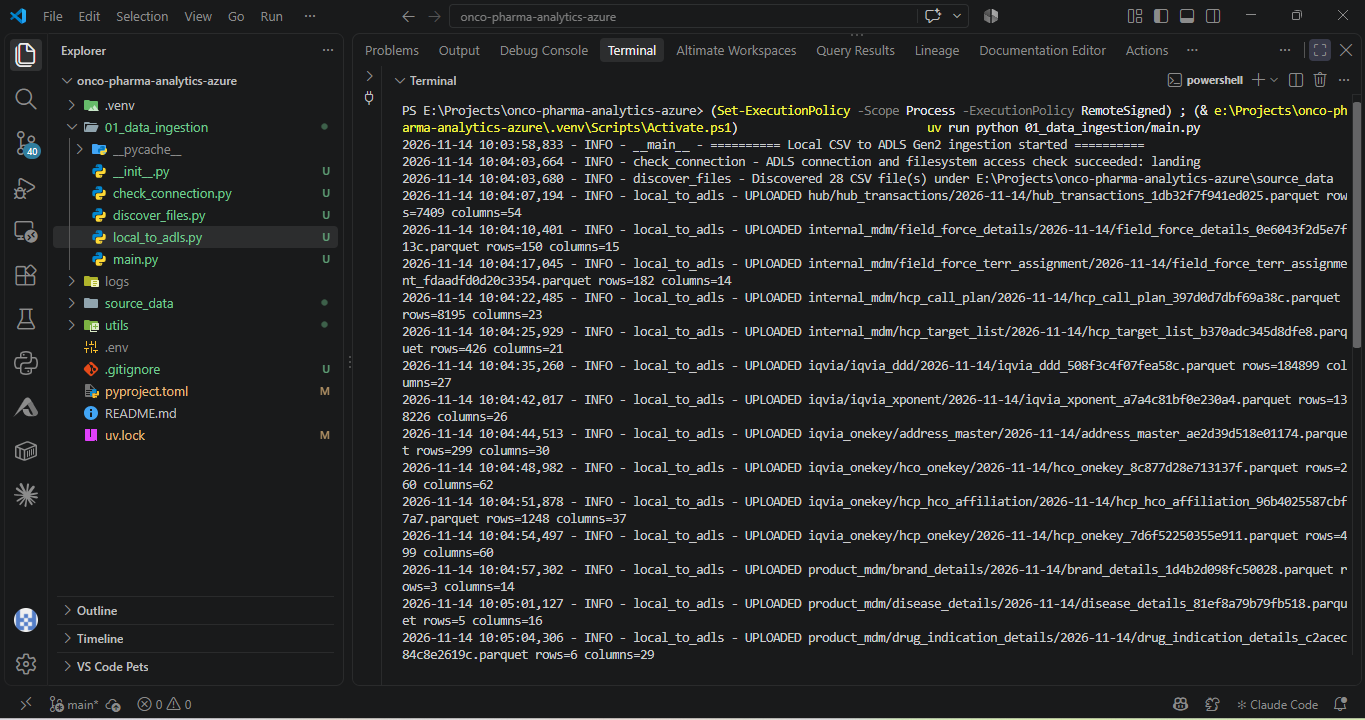 File Edit Selection View Go Run ··· onco-pharma-analytics-azure
Explorer ···
onco-pharma-analytics-azure
.venv
01_data_ingestion
__pycache__
__init__.py U
check_connection.py U
discover_files.py U
local_to_adls.py U
main.py U
logs
source_data
utils
.env
.gitignore U
pyproject.toml M
README.md
uv.lock M
Outline
Timeline
VS Code Pets
40
Problems Output Debug Console Terminal Altimate Workspaces Query Results Lineage Documentation Editor Actions ··· ···
Terminal powershell ···
PS E:\Projects\onco-pharma-analytics-azure> (Set-ExecutionPolicy -Scope Process -ExecutionPolicy RemoteSigned) ; (& e:\Projects\onco-ph
arma-analytics-azure\.venv\Scripts\Activate.ps1) uv run python 01_data_ingestion/main.py
2026-11-14 10:03:58,833 - INFO - __main__ - ========== Local CSV to ADLS Gen2 ingestion started ==========
2026-11-14 10:04:03,664 - INFO - check_connection - ADLS connection and filesystem access check succeeded: landing
2026-11-14 10:04:03,680 - INFO - discover_files - Discovered 28 CSV file(s) under E:\Projects\onco-pharma-analytics-azure\source_data
2026-11-14 10:04:07,194 - INFO - local_to_adls - UPLOADED hub/hub_transactions/2026-11-14/hub_transactions_1db32f7f941ed025.parquet row
s=7409 columns=54
2026-11-14 10:04:10,401 - INFO - local_to_adls - UPLOADED internal_mdm/field_force_details/2026-11-14/field_force_details_0e6043f2d5e7f
13c.parquet rows=150 columns=15
2026-11-14 10:04:17,045 - INFO - local_to_adls - UPLOADED internal_mdm/field_force_terr_assignment/2026-11-14/field_force_terr_assignme
nt_fdaadfd0d20c3354.parquet rows=182 columns=14
2026-11-14 10:04:22,485 - INFO - local_to_adls - UPLOADED internal_mdm/hcp_call_plan/2026-11-14/hcp_call_plan_397d0d7dbf69a38c.parquet
rows=8195 columns=23
2026-11-14 10:04:25,929 - INFO - local_to_adls - UPLOADED internal_mdm/hcp_target_list/2026-11-14/hcp_target_list_b370adc345d8dfe8.parq
uet rows=426 columns=21
2026-11-14 10:04:35,260 - INFO - local_to_adls - UPLOADED iqvia/iqvia_ddd/2026-11-14/iqvia_ddd_508f3c4f07fea58c.parquet rows=184899 col
umns=27
2026-11-14 10:04:42,017 - INFO - local_to_adls - UPLOADED iqvia/iqvia_xponent/2026-11-14/iqvia_xponent_a7a4c81bf0e230a4.parquet rows=13
8226 columns=26
2026-11-14 10:04:44,513 - INFO - local_to_adls - UPLOADED iqvia_onekey/address_master/2026-11-14/address_master_ae2d39d518e01174.parque
t rows=299 columns=30
2026-11-14 10:04:48,982 - INFO - local_to_adls - UPLOADED iqvia_onekey/hco_onekey/2026-11-14/hco_onekey_8c877d28e713137f.parquet rows=2
60 columns=62
2026-11-14 10:04:51,878 - INFO - local_to_adls - UPLOADED iqvia_onekey/hcp_hco_affiliation/2026-11-14/hcp_hco_affiliation_96b4025587cbf
7a7.parquet rows=1248 columns=37
2026-11-14 10:04:54,497 - INFO - local_to_adls - UPLOADED iqvia_onekey/hcp_onekey/2026-11-14/hcp_onekey_7d6f52250355e911.parquet rows=4
99 columns=60
2026-11-14 10:04:57,302 - INFO - local_to_adls - UPLOADED product_mdm/brand_details/2026-11-14/brand_details_1d4b2d098fc50028.parquet r
ows=3 columns=14
2026-11-14 10:05:01,127 - INFO - local_to_adls - UPLOADED product_mdm/disease_details/2026-11-14/disease_details_81ef8a79b79fb518.parqu
et rows=5 columns=16
2026-11-14 10:05:04,306 - INFO - local_to_adls - UPLOADED product_mdm/drug_indication_details/2026-11-14/drug_indication_details_c2acec
84c8e2619c.parquet rows=6 columns=29
main* 0 0 Claude Code